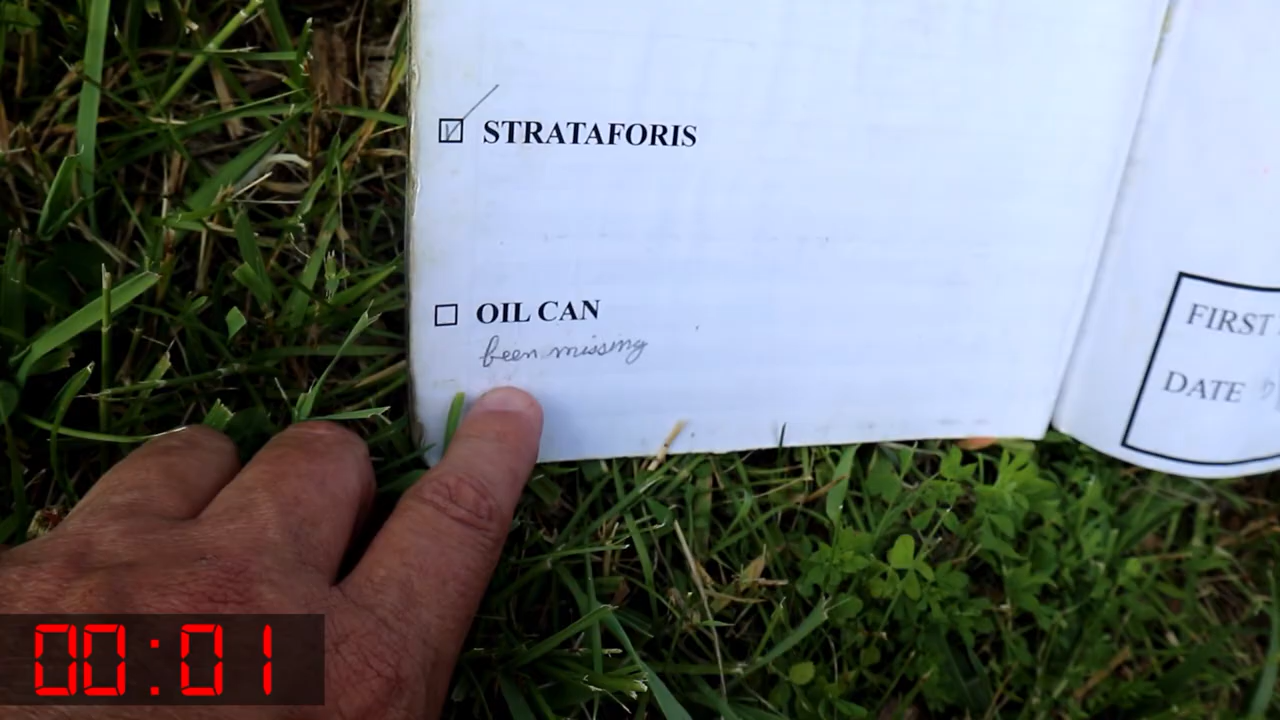 STRATAFORIS
OIL CAN
been missing
FIRST
DATE
00:01